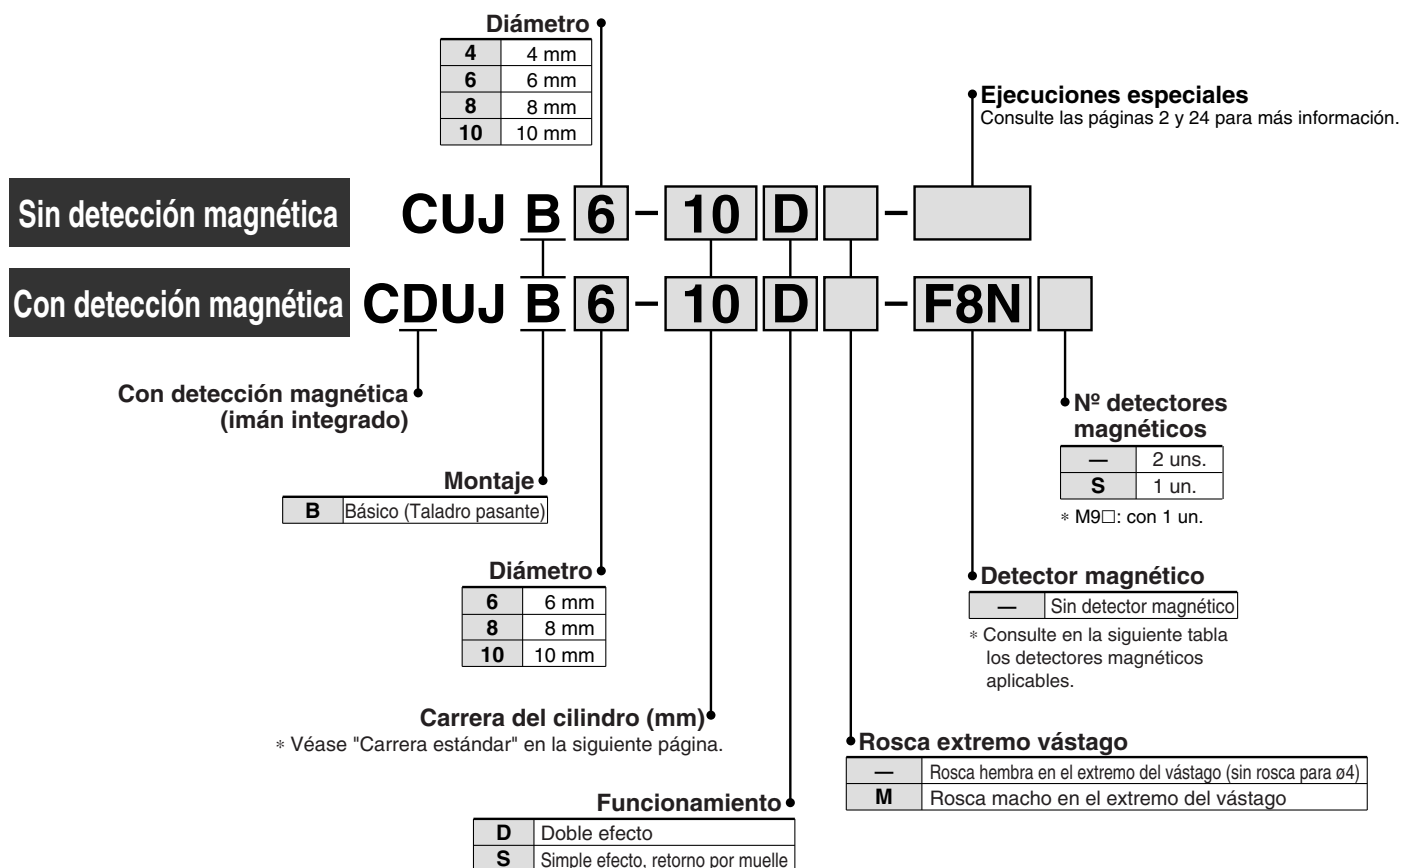 Diámetro
4 4 mm
6 6 mm
8 8 mm
10 10 mm
Ejecuciones especiales
Consulte las páginas 2 y 24 para más información.
Sin detección magnética CUJ B 6 – 10 D –
Con detección magnética CDUJ B 6 – 10 D – F8N
Con detección magnética
(imán integrado)
Nº detectores
magnéticos
— 2 uns.
S 1 un.
* M9□: con 1 un.
Montaje
B Básico (Taladro pasante)
Diámetro
6 6 mm
8 8 mm
10 10 mm
Detector magnético
— Sin detector magnético
* Consulte en la siguiente tabla
los detectores magnéticos
aplicables.
Carrera del cilindro (mm)
* Véase "Carrera estándar" en la siguiente página.
Rosca extremo vástago
— Rosca hembra en el extremo del vástago (sin rosca para ø4)
M Rosca macho en el extremo del vástago
Funcionamiento
D Doble efecto
S Simple efecto, retorno por muelle